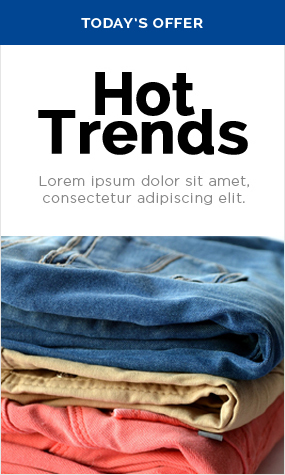 TODAY'S OFFER
Hot
Trends
Lorem ipsum dolor sit amet,
consectetur adipiscing elit.